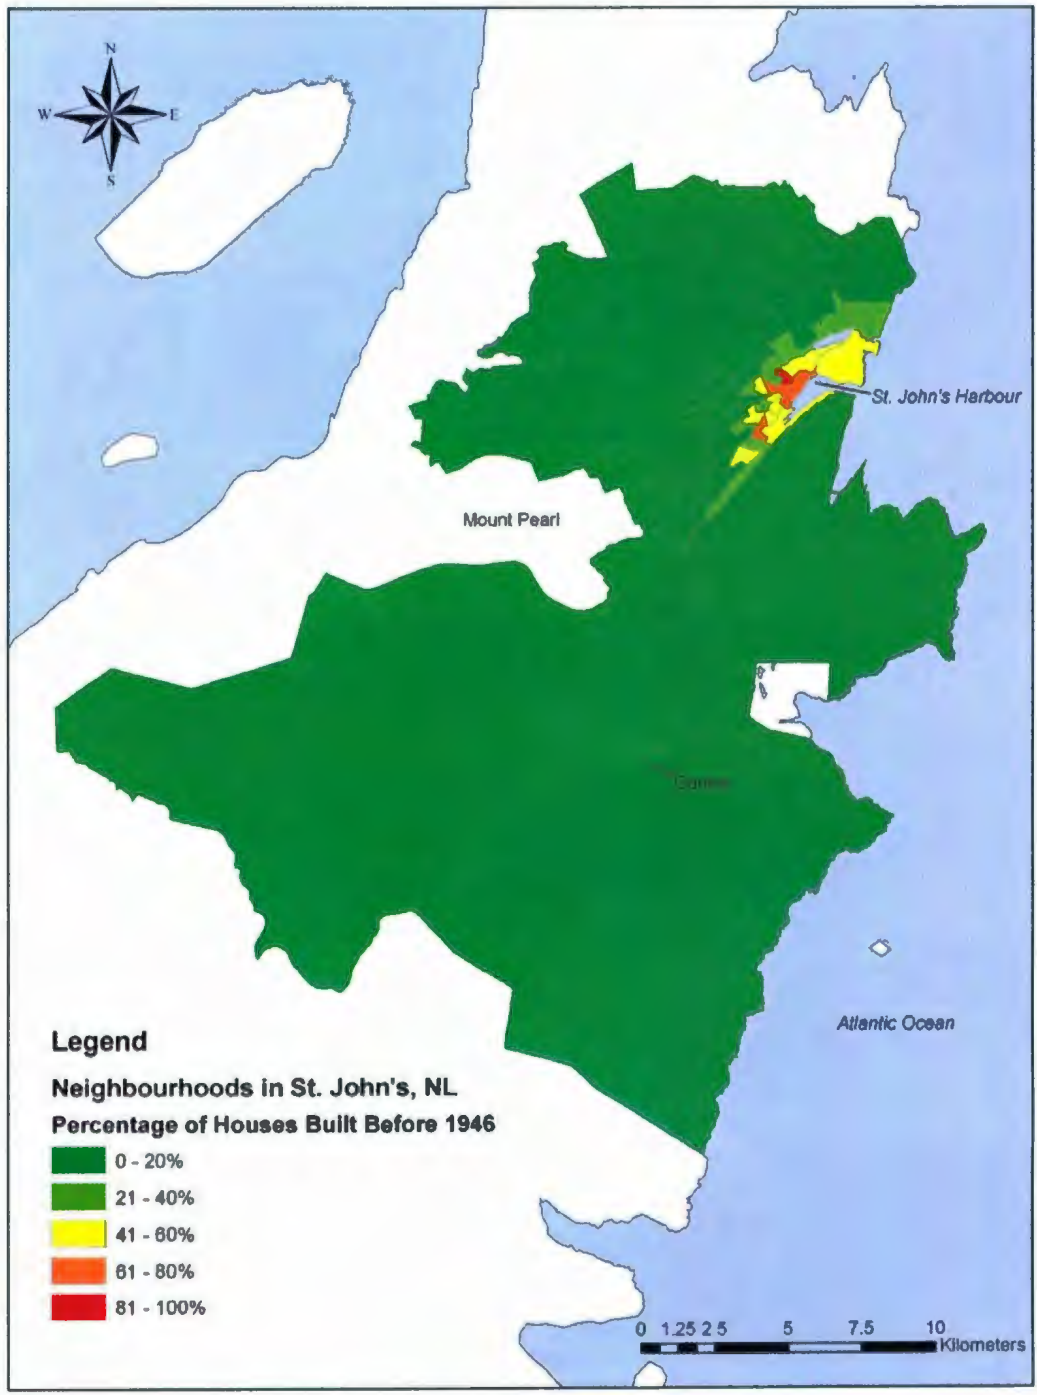 N
W E
S
St. John's Harbour
Mount Pearl
Atlantic Ocean
Legend
Neighbourhoods in St. John's, NL
Percentage of Houses Built Before 1946
0 - 20%
21 - 40%
41 - 60%
61 - 80%
81 - 100%
0 1.25 2 5 5 7.5 10
Kilometers